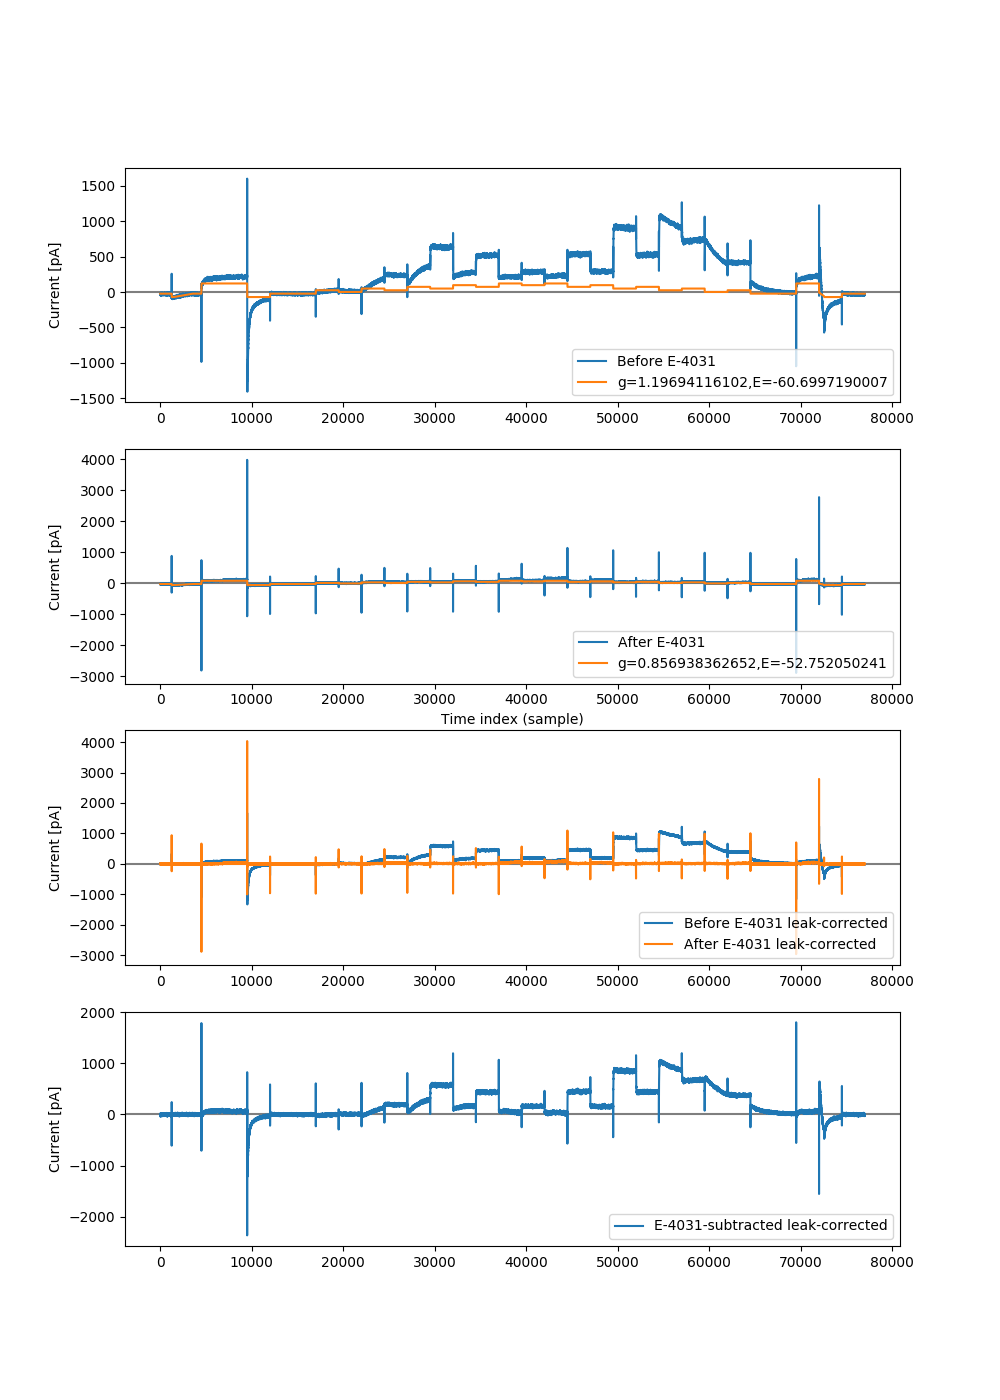 1500
1000
500
0
−500
−1000
−1500
Current [pA]
Before E-4031
g=1.19694116102,E=-60.6997190007
0 10000 20000 30000 40000 50000 60000 70000 80000
4000
3000
2000
1000
0
−1000
−2000
−3000
Current [pA]
After E-4031
g=0.856938362652,E=-52.752050241
0 10000 20000 30000 40000 50000 60000 70000 80000
Time index (sample)
4000
3000
2000
1000
0
−1000
−2000
−3000
Current [pA]
Before E-4031 leak-corrected
After E-4031 leak-corrected
0 10000 20000 30000 40000 50000 60000 70000 80000
2000
1000
0
−1000
−2000
Current [pA]
E-4031-subtracted leak-corrected
0 10000 20000 30000 40000 50000 60000 70000 80000